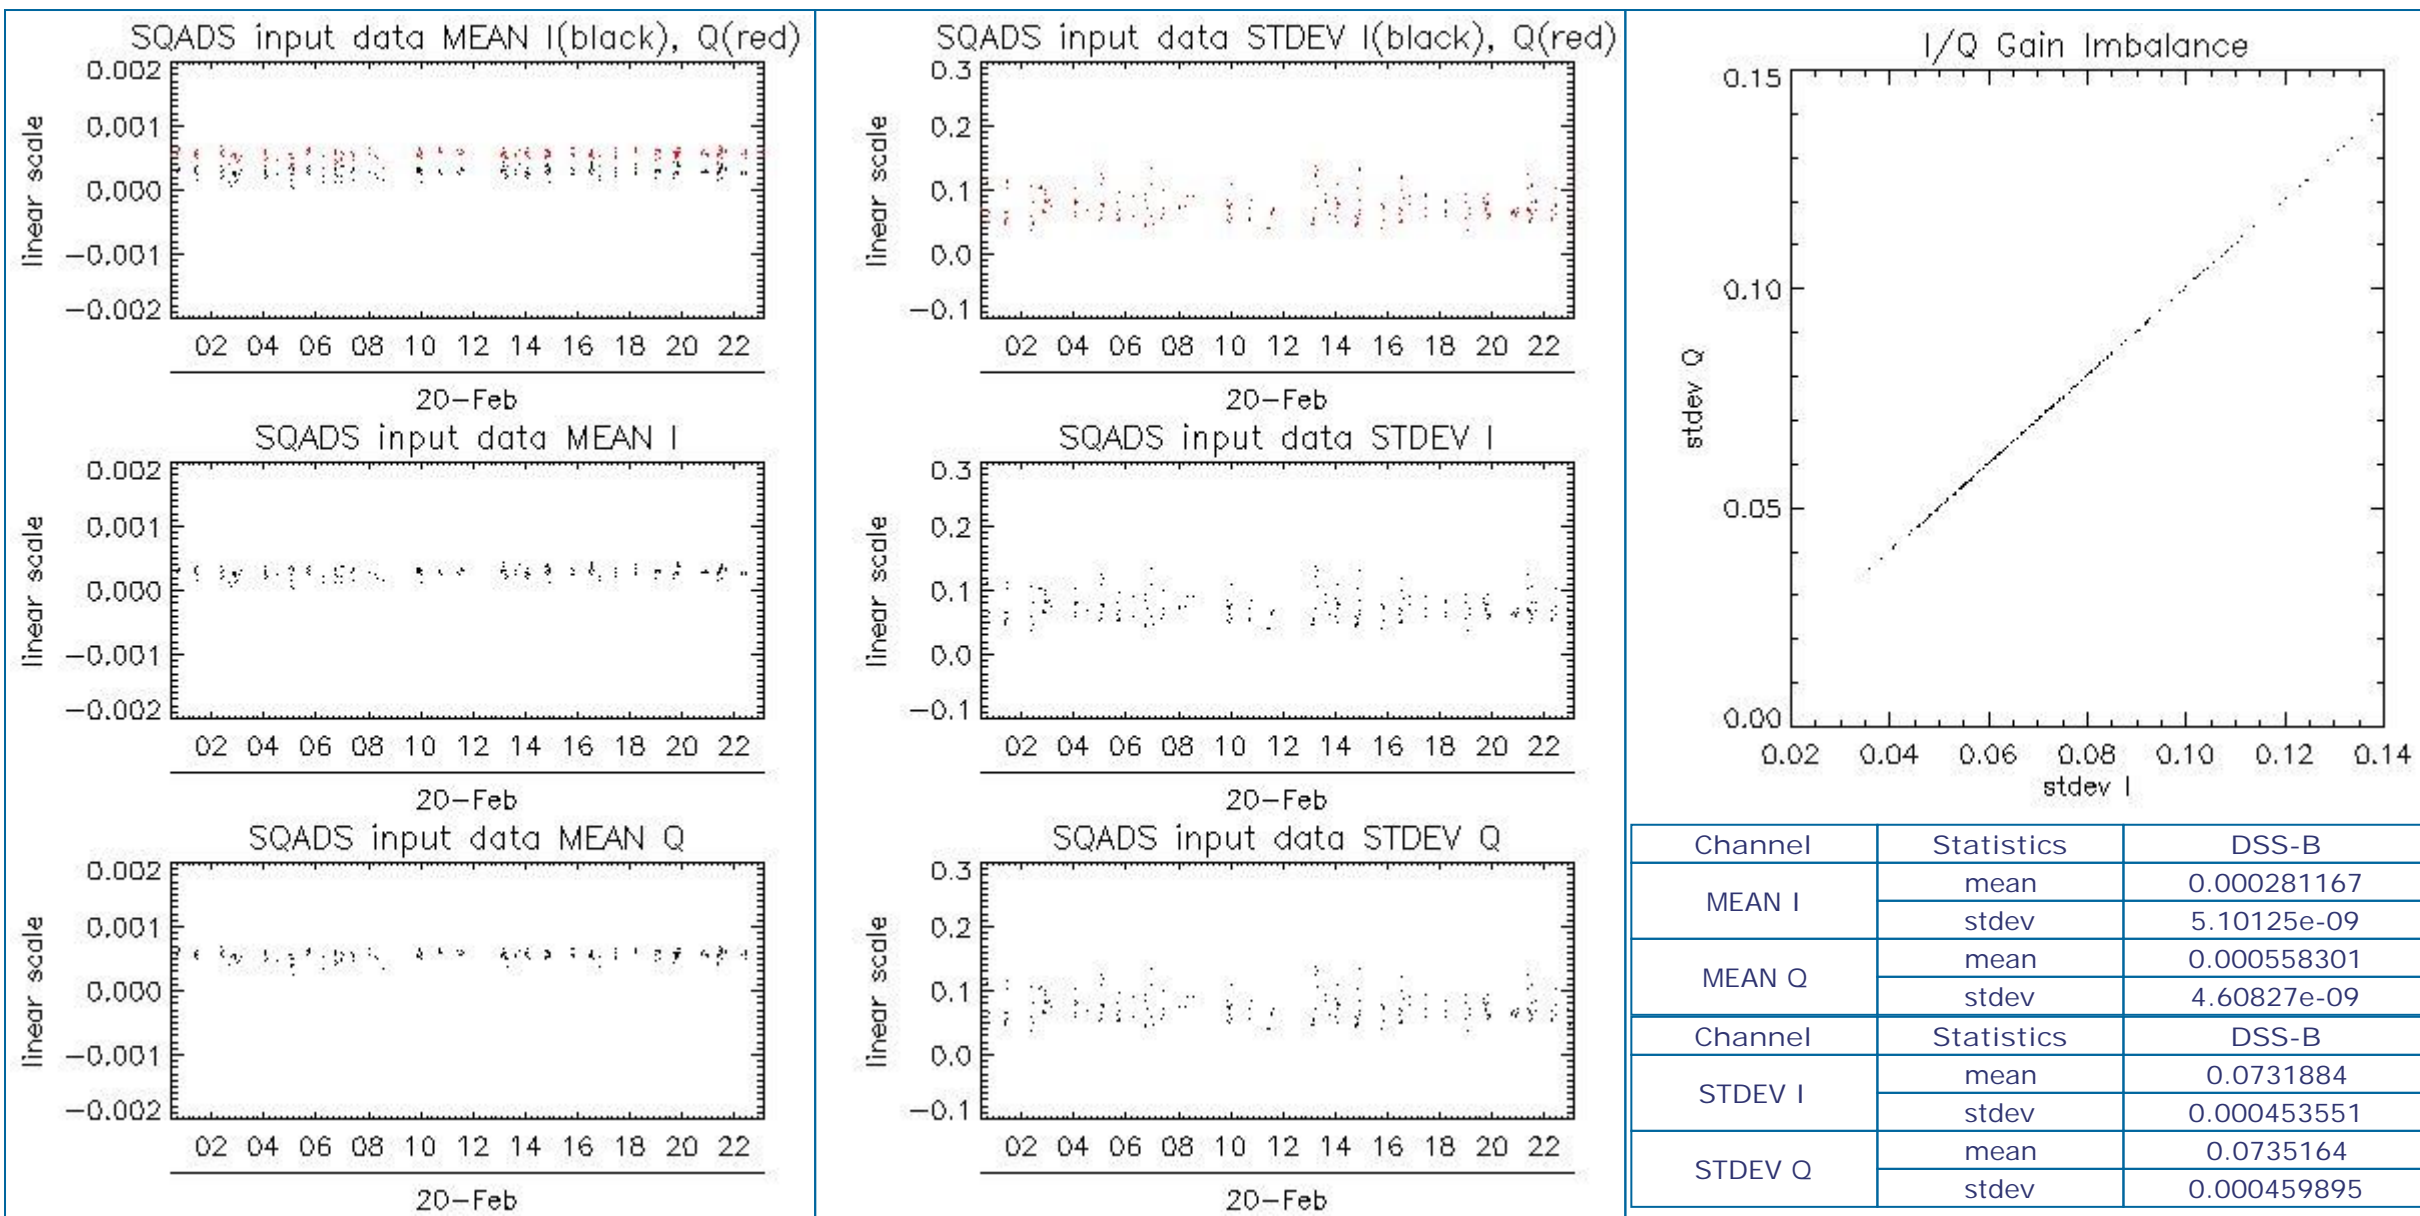 SQADS input data MEAN I(black), Q(red)
0.002
0.001
0.000
−0.001
−0.002
linear scale
02 04 06 08 10 12 14 16 18 20 22
20−Feb
SQADS input data MEAN I
0.002
0.001
0.000
−0.001
−0.002
linear scale
02 04 06 08 10 12 14 16 18 20 22
20−Feb
SQADS input data MEAN Q
0.002
0.001
0.000
−0.001
−0.002
linear scale
02 04 06 08 10 12 14 16 18 20 22
20−Feb
SQADS input data STDEV I(black), Q(red)
0.3
0.2
0.1
0.0
−0.1
linear scale
02 04 06 08 10 12 14 16 18 20 22
20−Feb
SQADS input data STDEV I
0.3
0.2
0.1
0.0
−0.1
linear scale
02 04 06 08 10 12 14 16 18 20 22
20−Feb
SQADS input data STDEV Q
0.3
0.2
0.1
0.0
−0.1
linear scale
02 04 06 08 10 12 14 16 18 20 22
20−Feb
I/Q Gain Imbalance
0.15
0.10
0.05
0.00
stdev Q
0.02 0.04 0.06 0.08 0.10 0.12 0.14
stdev I
Channel Statistics DSS-B
MEAN I mean 0.000281167
stdev 5.10125e-09
MEAN Q mean 0.000558301
stdev 4.60827e-09
Channel Statistics DSS-B
STDEV I mean 0.0731884
stdev 0.000453551
STDEV Q mean 0.0735164
stdev 0.000459895